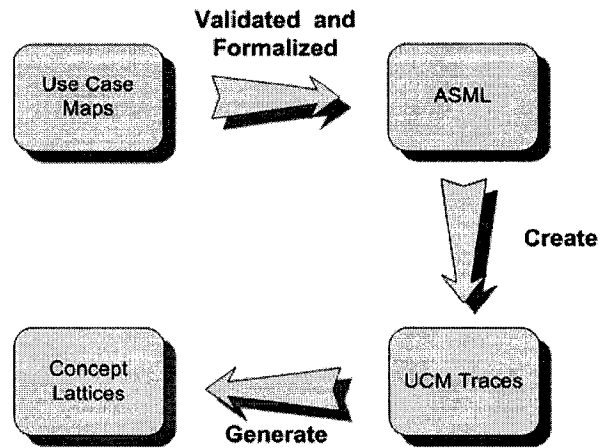 Validated and
Formalized
Use Case
Maps
ASML
Create
Concept
Lattices
UCM Traces
Generate